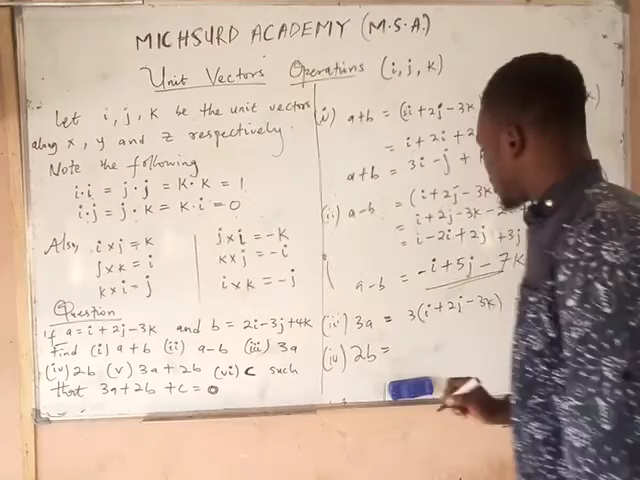 MICHSURD ACADEMY (M.S.A.)
Unit Vectors Operations (i, j, k)
Let i, j, k be the unit vectors
along x, y and z respectively.
Note the following
i·i = j·j = k·k = 1
i·j = j·k = k·i = 0
Also, i x j = k
j x k = i
k x i = j
j x i = -k
k x j = -i
i x k = -j
Question
If a = i + 2j - 3k and b = 2i - 3j + 4k
Find (i) a + b (ii) a - b (iii) 3a
(iv) 2b (v) 3a + 2b (vi) c such
that 3a + 2b + c = 0
a+b = (i + 2j - 3k
= i + 2i + 2
a+b = 3i - j + k
(ii) a-b = (i + 2j - 3k
= i + 2j - 3k - 2
= i - 2i + 2j + 3j
a-b = -i + 5j - 7k
(iii) 3a = 3(i + 2j - 3k)
(iv) 2b =